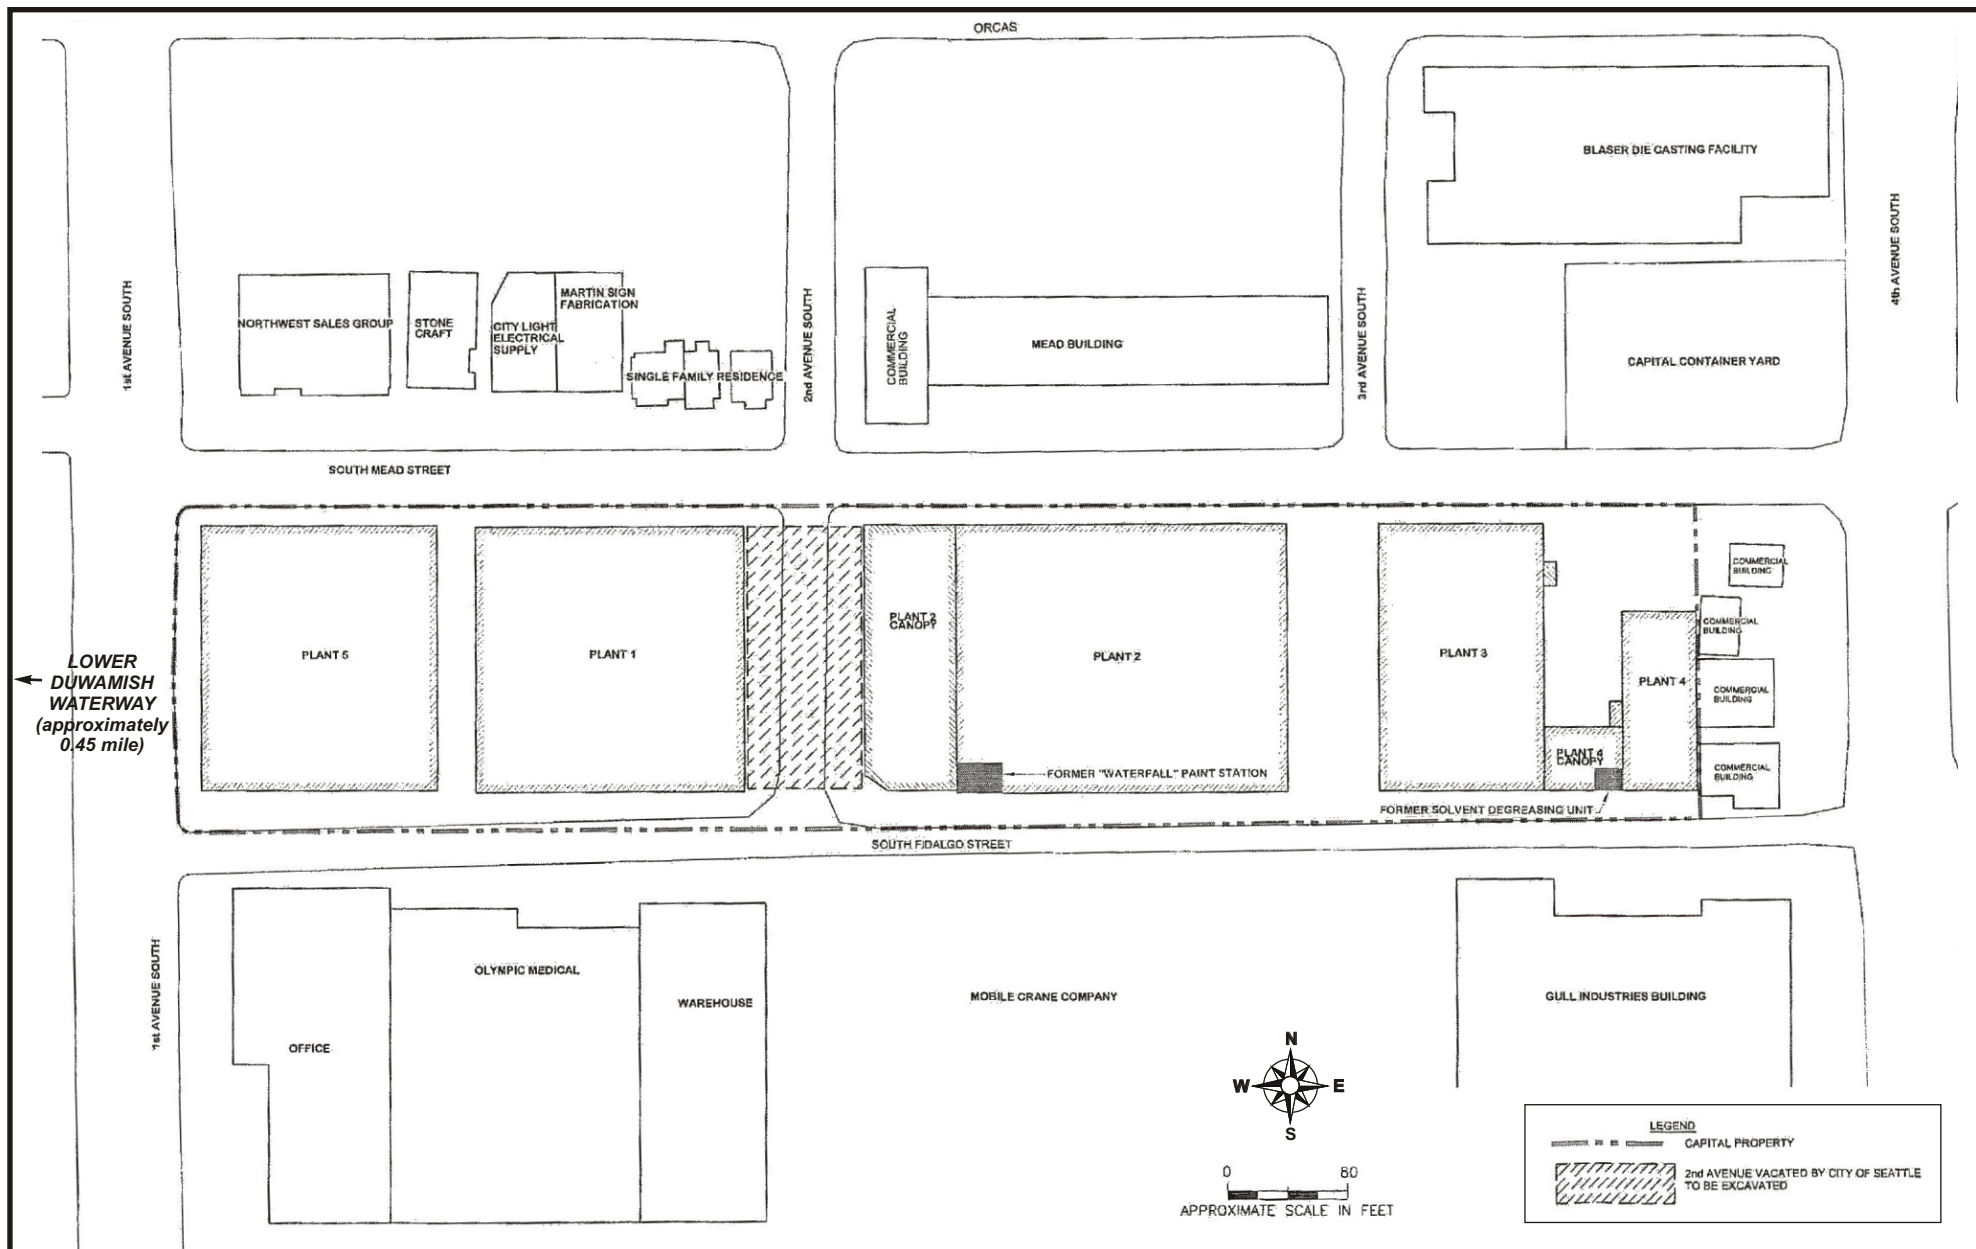 ORCAS
BLASER DIE CASTING FACILITY
4th AVENUE SOUTH
1st AVENUE SOUTH
NORTHWEST SALES GROUP
STONE
CRAFT
CITY LIGHT
ELECTRICAL
SUPPLY
MARTIN SIGN
FABRICATION
SINGLE FAMILY RESIDENCE
2nd AVENUE SOUTH
COMMERCIAL
BUILDING
MEAD BUILDING
3rd AVENUE SOUTH
CAPITAL CONTAINER YARD
SOUTH MEAD STREET
LOWER
DUWAMISH
WATERWAY
(approximately
0.45 mile)
PLANT 5
PLANT 1
PLANT 2
CANOPY
PLANT 2
PLANT 3
PLANT 4
PLANT 4
CANOPY
COMMERCIAL
BUILDING
COMMERCIAL
BUILDING
COMMERCIAL
BUILDING
COMMERCIAL
BUILDING
FORMER "WATERFALL" PAINT STATION
FORMER SOLVENT DEGREASING UNIT
SOUTH FIDALGO STREET
1st AVENUE SOUTH
OFFICE
OLYMPIC MEDICAL
WAREHOUSE
MOBILE CRANE COMPANY
GULL INDUSTRIES BUILDING
N
W E
S
0 80
APPROXIMATE SCALE IN FEET
LEGEND
CAPITAL PROPERTY
2nd AVENUE VACATED BY CITY OF SEATTLE
TO BE EXCAVATED